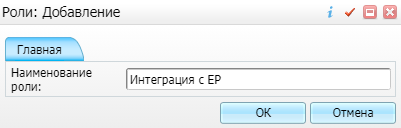 Роли: Добавление
Главная
Наименование
роли:
Интеграция с ЕР
ОК
Отмена